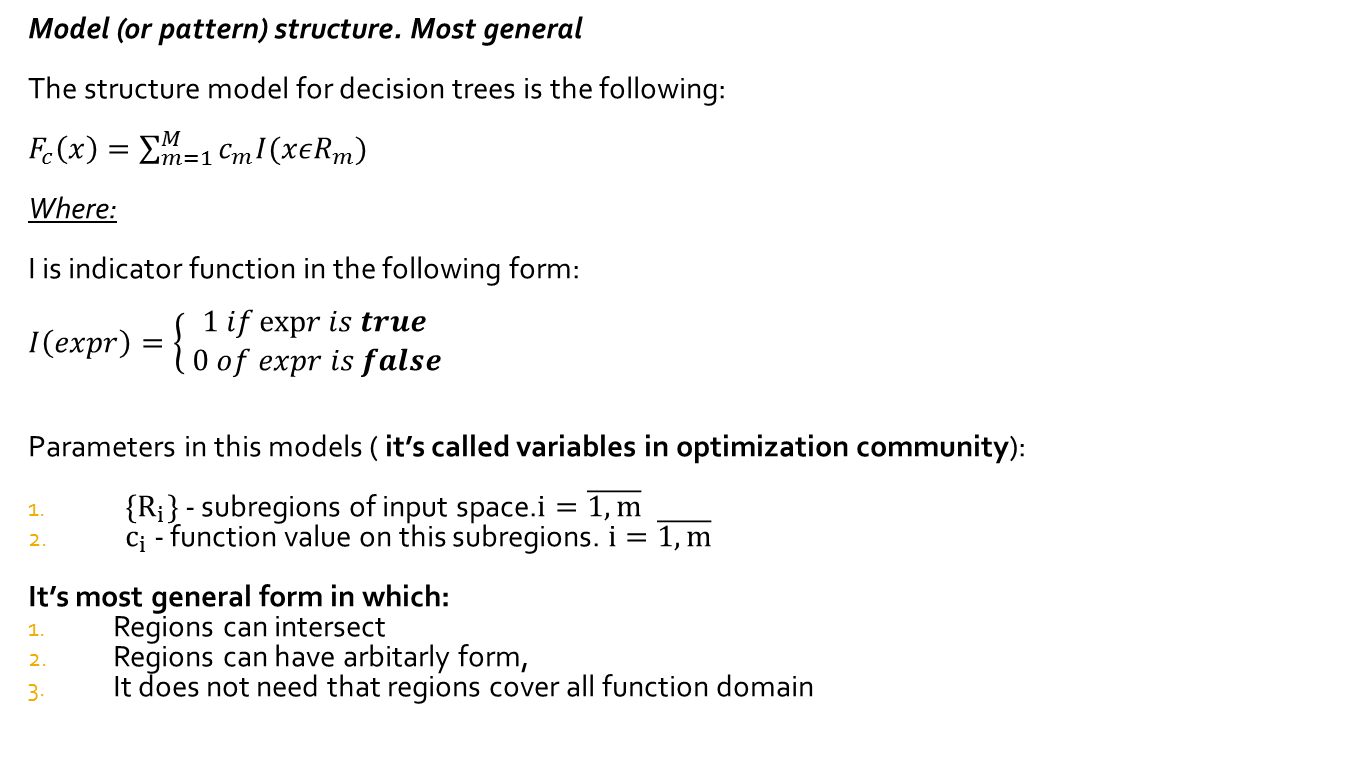 Model (or pattern) structure. Most general
The structure model for decision trees is the following:
F_c(x) = ∑_{m=1}^{M} c_m I(xϵR_m)
Where:
I is indicator function in the following form:
I(expr) = { 1 if expr is true
0 of expr is false
Parameters in this models ( it’s called variables in optimization community):
1. {R_i} - subregions of input space.i = \overline{1, m}
2. c_i - function value on this subregions. i = \overline{1, m}
It’s most general form in which:
1. Regions can intersect
2. Regions can have arbitarly form,
3. It does not need that regions cover all function domain